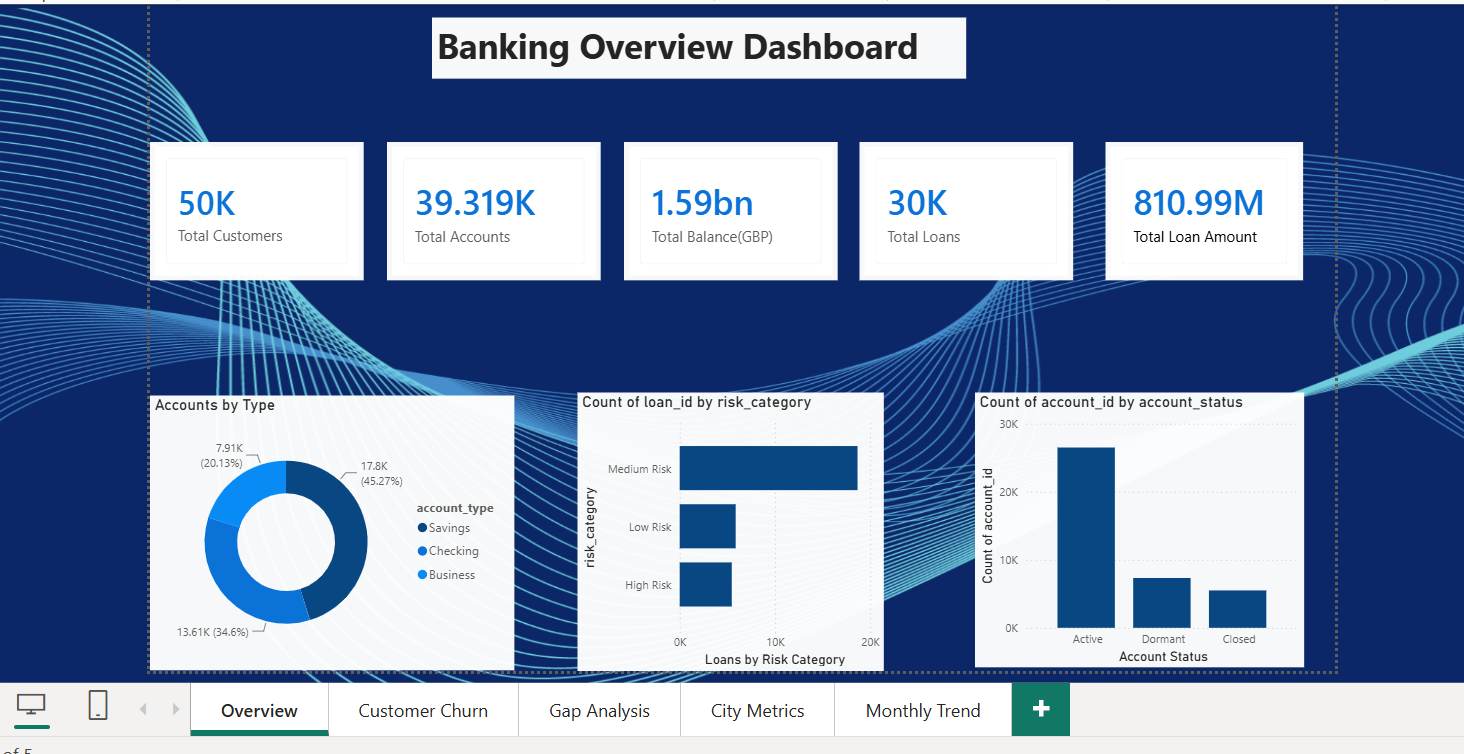 Banking Overview Dashboard
50K
Total Customers
39.319K
Total Accounts
1.59bn
Total Balance(GBP)
30K
Total Loans
810.99M
Total Loan Amount
Accounts by Type
7.91K
(20.13%)
17.8K
(45.27%)
13.61K (34.6%)
account_type
Savings
Checking
Business
Count of loan_id by risk_category
risk_category
Medium Risk
Low Risk
High Risk
0K 10K 20K
Loans by Risk Category
Count of account_id by account_status
Count of account_id
30K
20K
10K
0K
Active Dormant Closed
Account Status
Overview Customer Churn Gap Analysis City Metrics Monthly Trend +
of 5